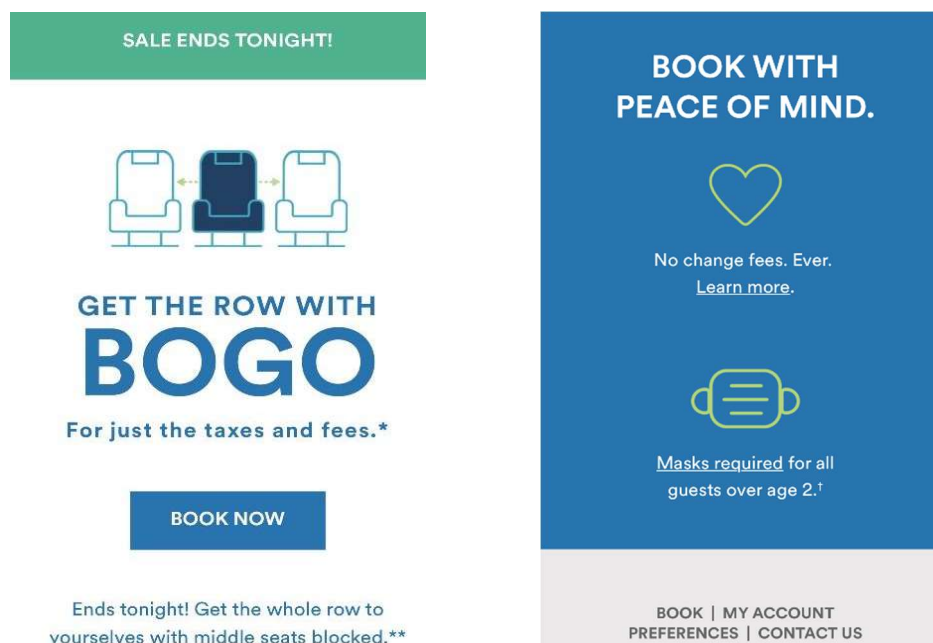 SALE ENDS TONIGHT!
GET THE ROW WITH
BOGO
For just the taxes and fees.*
BOOK NOW
Ends tonight! Get the whole row to
yourselves with middle seats blocked.**
BOOK WITH
PEACE OF MIND.
No change fees. Ever.
Learn more.
Masks required for all
guests over age 2.†
BOOK | MY ACCOUNT
PREFERENCES | CONTACT US